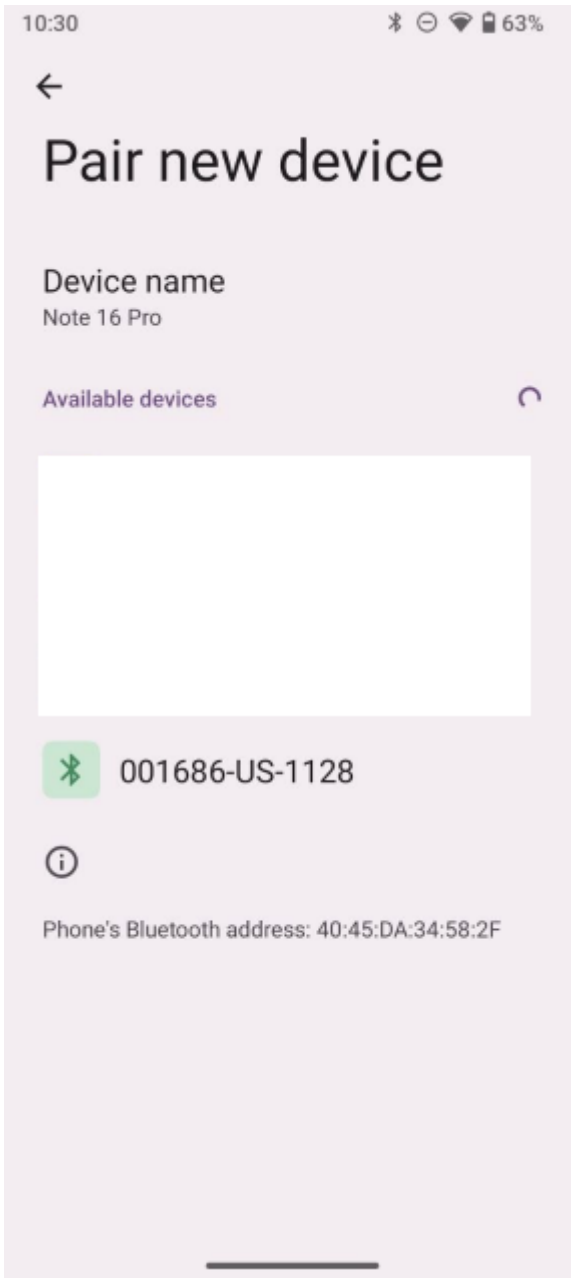 10:30 63%
Pair new device
Device name
Note 16 Pro
Available devices
001686-US-1128
Phone's Bluetooth address: 40:45:DA:34:58:2F